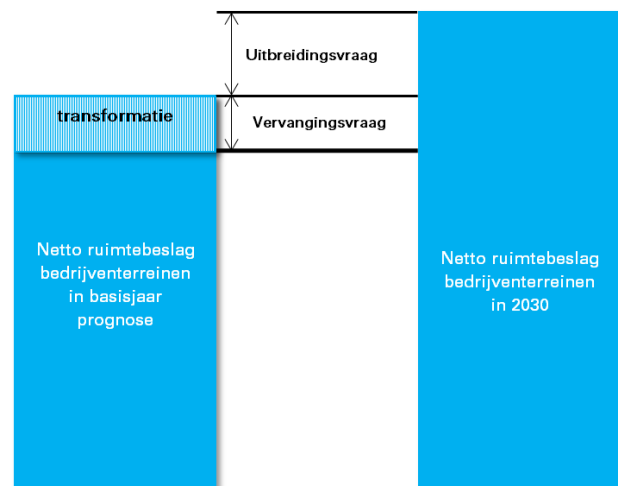 Uitbreidingsvraag
transformatie
Vervangingsvraag
Netto ruimtebeslag
bedrijventerreinen
in basisjaar
prognose
Netto ruimtebeslag
bedrijventerreinen
in 2030